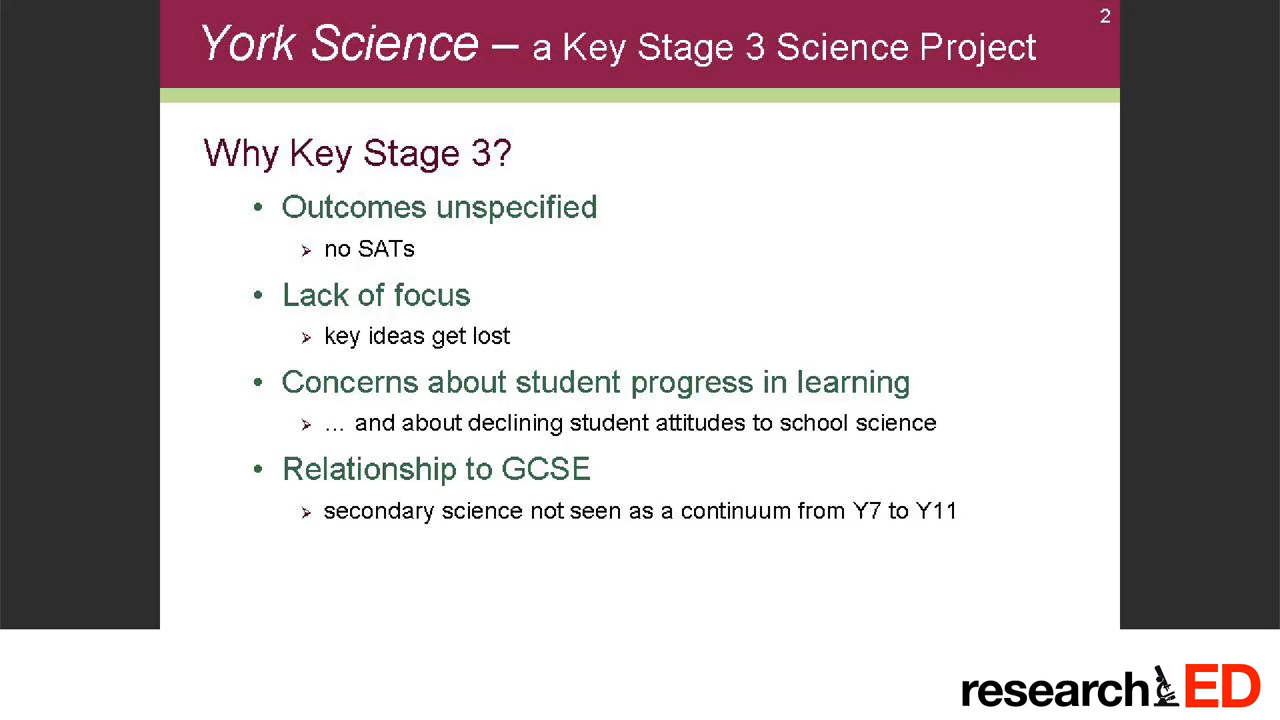 2
York Science – a Key Stage 3 Science Project
Why Key Stage 3?
• Outcomes unspecified
➢ no SATs
• Lack of focus
➢ key ideas get lost
• Concerns about student progress in learning
➢ ... and about declining student attitudes to school science
• Relationship to GCSE
➢ secondary science not seen as a continuum from Y7 to Y11
researchED